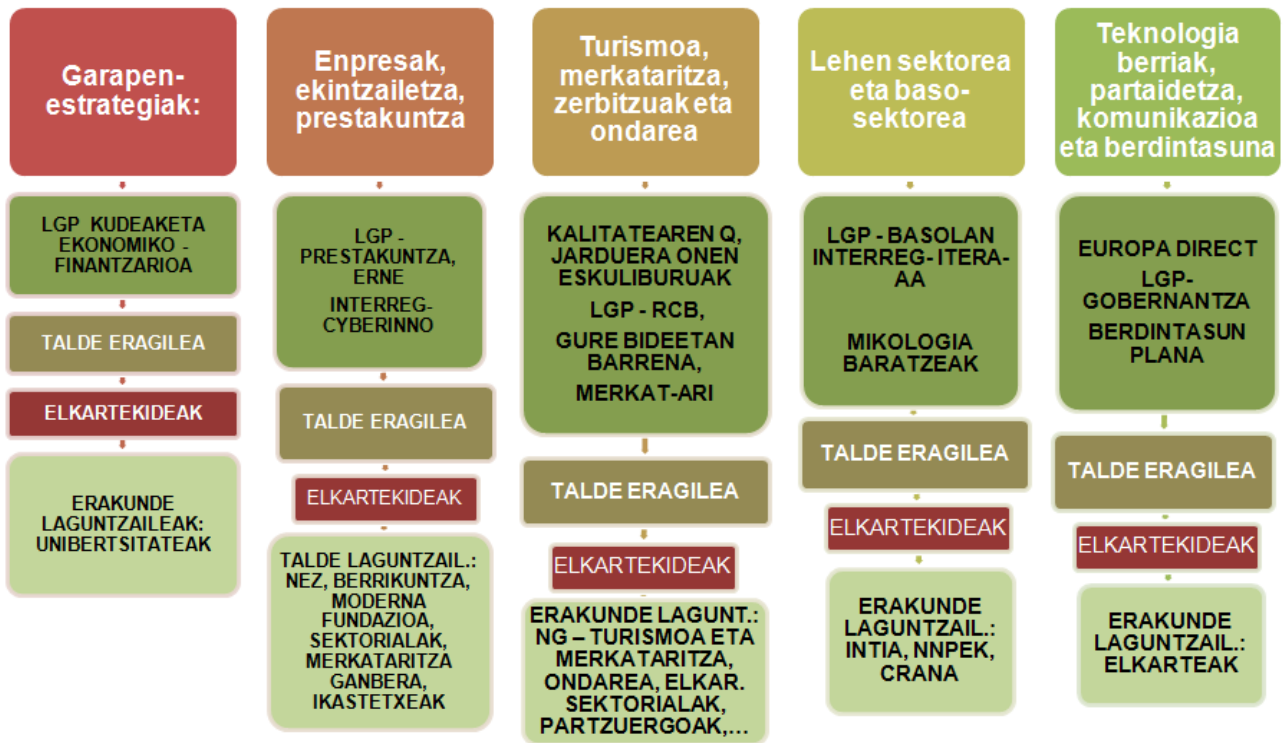 Garapen-
estrategiak:
LGP KUDEAKETA
EKONOMIKO -
FINANTZARIOA
TALDE ERAGILEA
ELKARTEKIDEAK
ERAKUNDE
LAGUNTZAILEAK:
UNIBERTSITATEAK
Enpresak,
ekintzailetza,
prestakuntza
LGP -
PRESTAKUNTZA,
ERNE
INTERREG-
CYBERINNO
TALDE ERAGILEA
ELKARTEKIDEAK
TALDE LAGUNTZAIL.:
NEZ, BERRIKUNTZA,
MODERNA
FUNDAZIOA,
SEKTORIALAK,
MERKATARITZA
GANBERA,
IKASTETXEAK
Turismoa,
merkataritza,
zerbitzuak eta
ondarea
KALITATEAREN Q,
JARDUERA ONEN
ESKULIBURUAK
LGP - RCB,
GURE BIDEETAN
BARRENA,
MERKAT-ARI
TALDE ERAGILEA
ELKARTEKIDEAK
ERAKUNDE LAGUNT.:
NG – TURISMOA ETA
MERKATARITZA,
ONDAREA, ELKAR.
SEKTORIALAK,
PARTZUERGOAK,...
Lehen sektorea
eta baso-
sektorea
LGP - BASOLAN
INTERREG- ITERA-
AA
MIKOLOGIA
BARATZEAK
TALDE ERAGILEA
ELKARTEKIDEAK
ERAKUNDE
LAGUNTZAIL.:
INTIA, NNPEK,
CRANA
Teknologia
berriak,
partaidetza,
komunikazioa
eta berdintasuna
EUROPA DIRECT
LGP-
GOBERNANTZA
BERDINTASUN
PLANA
TALDE ERAGILEA
ELKARTEKIDEAK
ERAKUNDE
LAGUNTZAIL.:
ELKARTEAK